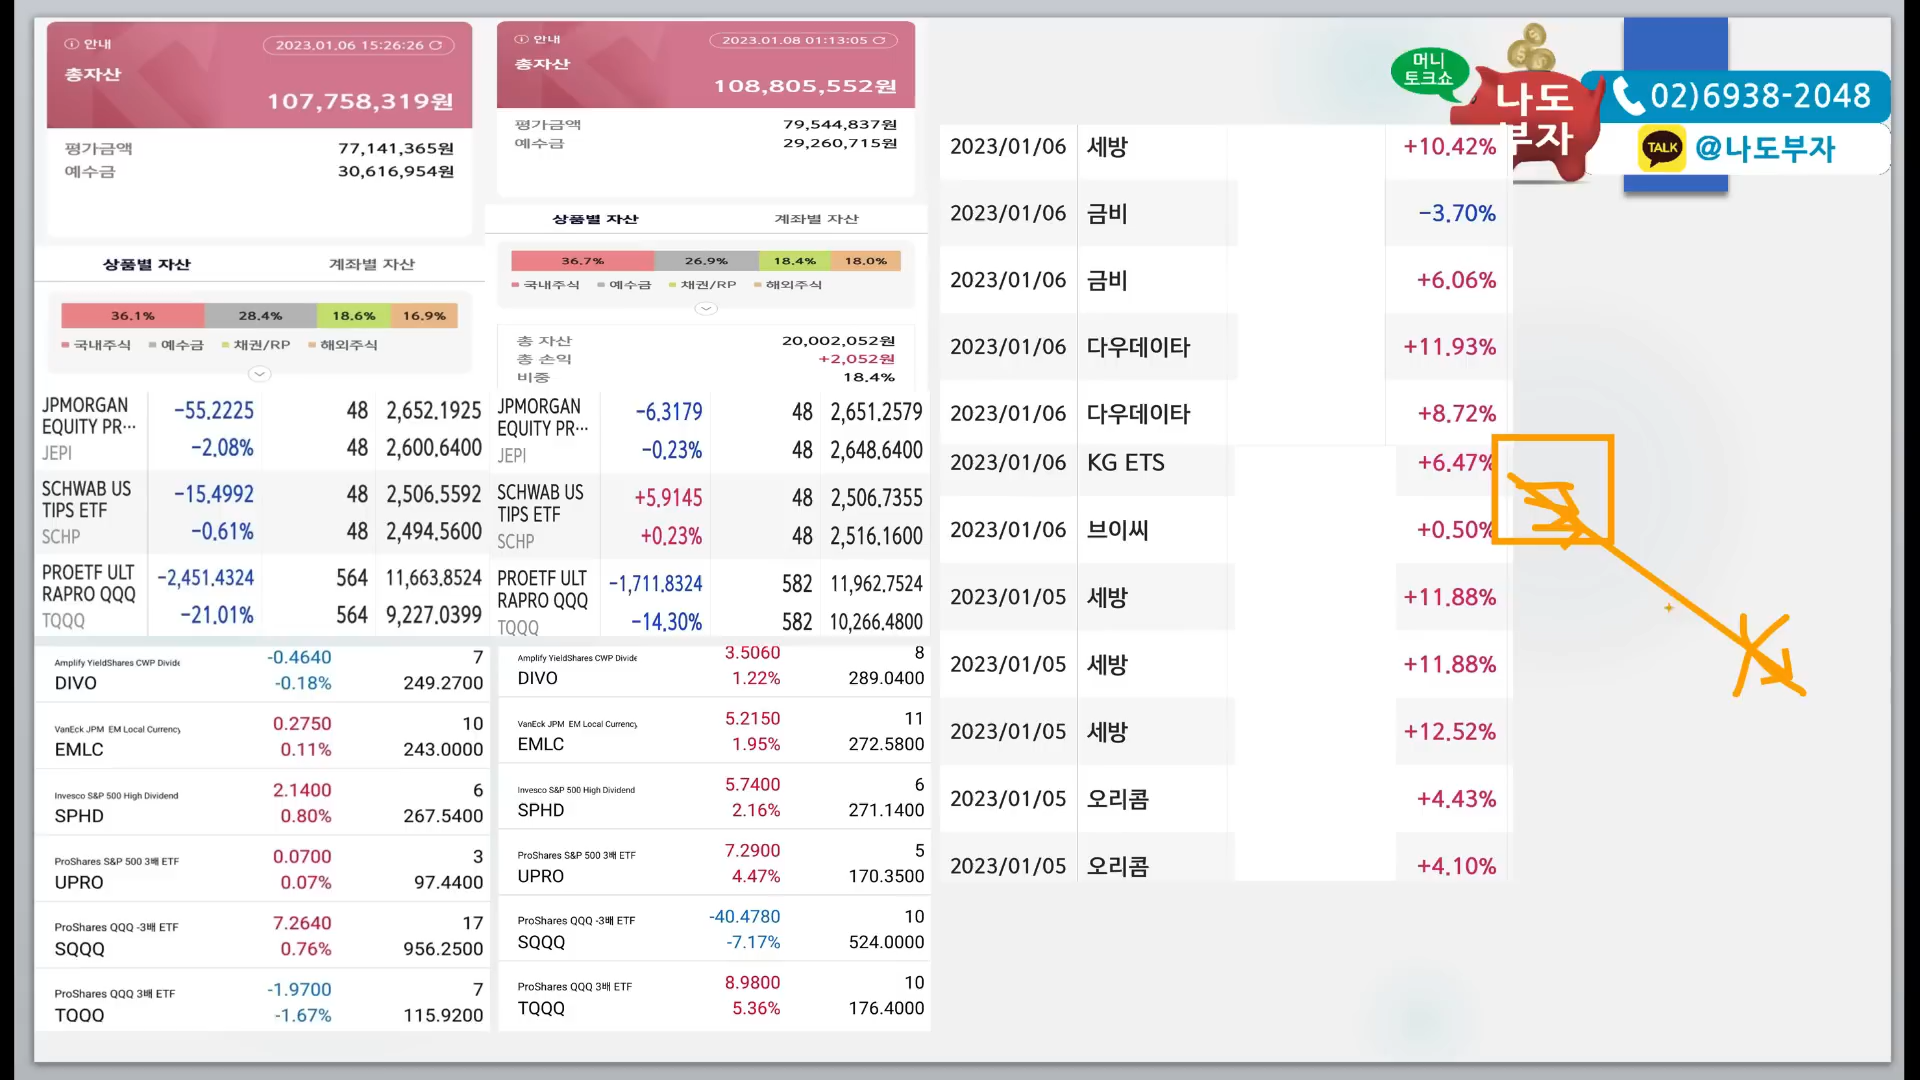 안내
2023.01.06 15:26:26
총자산
107,758,319원
평가금액 77,141,365원
예수금 30,616,954원
상품별 자산 계좌별 자산
36.1% 28.4% 18.6% 16.9%
국내주식 예수금 채권/RP 해외주식
JPMORGAN EQUITY PR··· -55.2225 48 2,652.1925
JEPI -2.08% 48 2,600.6400
SCHWAB US TIPS ETF -15.4992 48 2,506.5592
SCHP -0.61% 48 2,494.5600
PROETF ULT RAPRO QQQ -2,451.4324 564 11,663.8524
TQQQ -21.01% 564 9,227.0399
Amplify YieldShares CWP Divide -0.4640 7
DIVO -0.18% 249.2700
VanEck JPM EM Local Currency 0.2750 10
EMLC 0.11% 243.0000
Invesco S&P 500 High Dividend 2.1400 6
SPHD 0.80% 267.5400
ProShares S&P 500 3배 ETF 0.0700 3
UPRO 0.07% 97.4400
ProShares QQQ -3배 ETF 7.2640 17
SQQQ 0.76% 956.2500
ProShares QQQ 3배 ETF -1.9700 7
TQQQ -1.67% 115.9200
안내
2023.01.08 01:13:05
총자산
108,805,552원
평가금액 79,544,837원
예수금 29,260,715원
상품별 자산 계좌별 자산
36.7% 26.9% 18.4% 18.0%
국내주식 예수금 채권/RP 해외주식
총 자산 20,002,052원
총 손익 +2,052원
비중 18.4%
JPMORGAN EQUITY PR··· -6.3179 48 2,651.2579
JEPI -0.23% 48 2,648.6400
SCHWAB US TIPS ETF +5.9145 48 2,506.7355
SCHP +0.23% 48 2,516.1600
PROETF ULT RAPRO QQQ -1,711.8324 582 11,962.7524
TQQQ -14.30% 582 10,266.4800
Amplify YieldShares CWP Divide 3.5060 8
DIVO 1.22% 289.0400
VanEck JPM EM Local Currency 5.2150 11
EMLC 1.95% 272.5800
Invesco S&P 500 High Dividend 5.7400 6
SPHD 2.16% 271.1400
ProShares S&P 500 3배 ETF 7.2900 5
UPRO 4.47% 170.3500
ProShares QQQ -3배 ETF -40.4780 10
SQQQ -7.17% 524.0000
ProShares QQQ 3배 ETF 8.9800 10
TQQQ 5.36% 176.4000
2023/01/06 세방 +10.42%
2023/01/06 금비 -3.70%
2023/01/06 금비 +6.06%
2023/01/06 다우데이타 +11.93%
2023/01/06 다우데이타 +8.72%
2023/01/06 KG ETS +6.47%
2023/01/06 브이씨 +0.50%
2023/01/05 세방 +11.88%
2023/01/05 세방 +11.88%
2023/01/05 세방 +12.52%
2023/01/05 오리콤 +4.43%
2023/01/05 오리콤 +4.10%
머니
토크쇼
나도
부자
02)6938-2048
TALK @나도부자